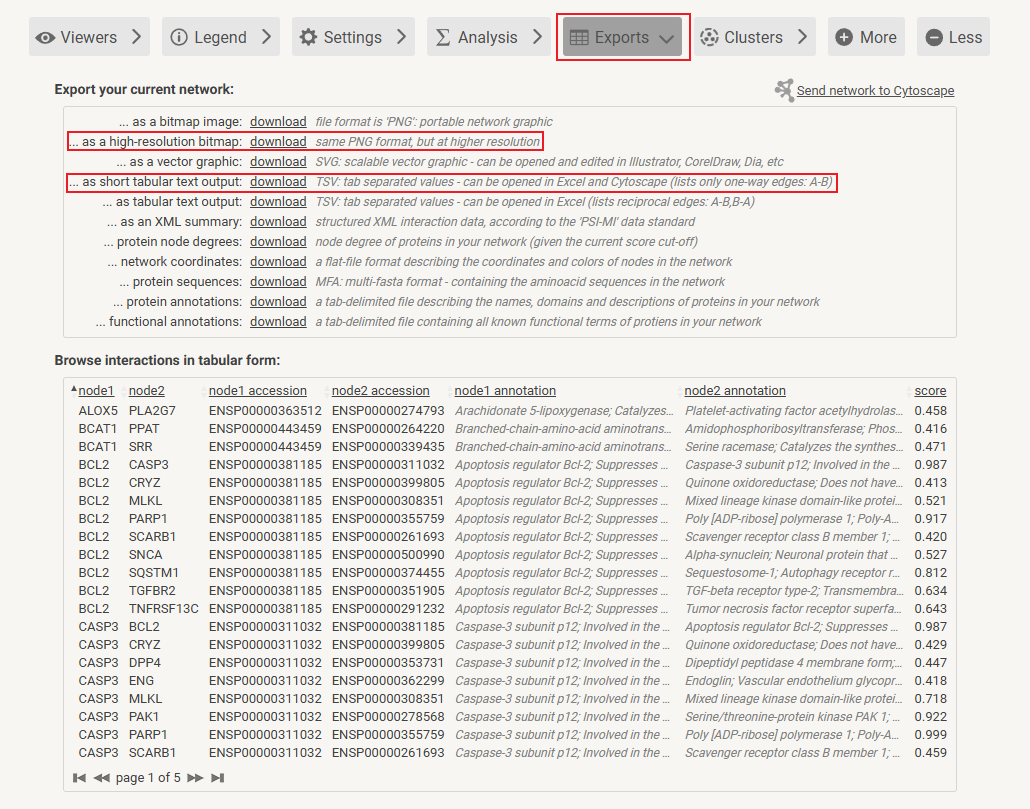 Viewers Legend Settings Analysis Exports Clusters More Less
Export your current network: Send network to Cytoscape
... as a bitmap image: download file format is 'PNG': portable network graphic
... as a high-resolution bitmap: download same PNG format, but at higher resolution
... as a vector graphic: download SVG: scalable vector graphic - can be opened and edited in Illustrator, CorelDraw, Dia, etc
... as short tabular text output: download TSV: tab separated values - can be opened in Excel and Cytoscape (lists only one-way edges: A-B)
... as tabular text output: download TSV: tab separated values - can be opened in Excel (lists reciprocal edges: A-B,B-A)
... as an XML summary: download structured XML interaction data, according to the 'PSI-MI' data standard
... protein node degrees: download node degree of proteins in your network (given the current score cut-off)
... network coordinates: download a flat-file format describing the coordinates and colors of nodes in the network
... protein sequences: download MFA: multi-fasta format - containing the aminoacid sequences in the network
... protein annotations: download a tab-delimited file describing the names, domains and descriptions of proteins in your network
... functional annotations: download a tab-delimited file containing all known functional terms of protiens in your network
Browse interactions in tabular form:
node1 node2 node1 accession node2 accession node1 annotation node2 annotation score
ALOX5 PLA2G7 ENSP00000363512 ENSP00000274793 Arachidonate 5-lipoxygenase; Catalyzes... Platelet-activating factor acetylhydrolas... 0.458
BCAT1 PPAT ENSP00000443459 ENSP00000264220 Branched-chain-amino-acid aminotrans... Amidophosphoribosyltransferase; Phos... 0.416
BCAT1 SRR ENSP00000443459 ENSP00000339435 Branched-chain-amino-acid aminotrans... Serine racemase; Catalyzes the synthes... 0.471
BCL2 CASP3 ENSP00000381185 ENSP00000311032 Apoptosis regulator Bcl-2; Suppresses ... Caspase-3 subunit p12; Involved in the ... 0.987
BCL2 CRYZ ENSP00000381185 ENSP00000399805 Apoptosis regulator Bcl-2; Suppresses ... Quinone oxidoreductase; Does not have... 0.413
BCL2 MLKL ENSP00000381185 ENSP00000308351 Apoptosis regulator Bcl-2; Suppresses ... Mixed lineage kinase domain-like protei... 0.521
BCL2 PARP1 ENSP00000381185 ENSP00000355759 Apoptosis regulator Bcl-2; Suppresses ... Poly [ADP-ribose] polymerase 1; Poly-A... 0.917
BCL2 SCARB1 ENSP00000381185 ENSP00000261693 Apoptosis regulator Bcl-2; Suppresses ... Scavenger receptor class B member 1; ... 0.420
BCL2 SNCA ENSP00000381185 ENSP00000500990 Apoptosis regulator Bcl-2; Suppresses ... Alpha-synuclein; Neuronal protein that ... 0.527
BCL2 SQSTM1 ENSP00000381185 ENSP00000374455 Apoptosis regulator Bcl-2; Suppresses ... Sequestosome-1; Autophagy receptor r... 0.812
BCL2 TGFBR2 ENSP00000381185 ENSP00000351905 Apoptosis regulator Bcl-2; Suppresses ... TGF-beta receptor type-2; Transmembra... 0.634
BCL2 TNFRSF13C ENSP00000381185 ENSP00000291232 Apoptosis regulator Bcl-2; Suppresses ... Tumor necrosis factor receptor superfa... 0.643
CASP3 BCL2 ENSP00000311032 ENSP00000381185 Caspase-3 subunit p12; Involved in the ... Apoptosis regulator Bcl-2; Suppresses ... 0.987
CASP3 CRYZ ENSP00000311032 ENSP00000399805 Caspase-3 subunit p12; Involved in the ... Quinone oxidoreductase; Does not have... 0.429
CASP3 DPP4 ENSP00000311032 ENSP00000353731 Caspase-3 subunit p12; Involved in the ... Dipeptidyl peptidase 4 membrane form;... 0.447
CASP3 ENG ENSP00000311032 ENSP00000362299 Caspase-3 subunit p12; Involved in the ... Endoglin; Vascular endothelium glycopr... 0.418
CASP3 MLKL ENSP00000311032 ENSP00000308351 Caspase-3 subunit p12; Involved in the ... Mixed lineage kinase domain-like protei... 0.718
CASP3 PAK1 ENSP00000311032 ENSP00000278568 Caspase-3 subunit p12; Involved in the ... Serine/threonine-protein kinase PAK 1; ... 0.922
CASP3 PARP1 ENSP00000311032 ENSP00000355759 Caspase-3 subunit p12; Involved in the ... Poly [ADP-ribose] polymerase 1; Poly-A... 0.999
CASP3 SCARB1 ENSP00000311032 ENSP00000261693 Caspase-3 subunit p12; Involved in the ... Scavenger receptor class B member 1; ... 0.459
page 1 of 5